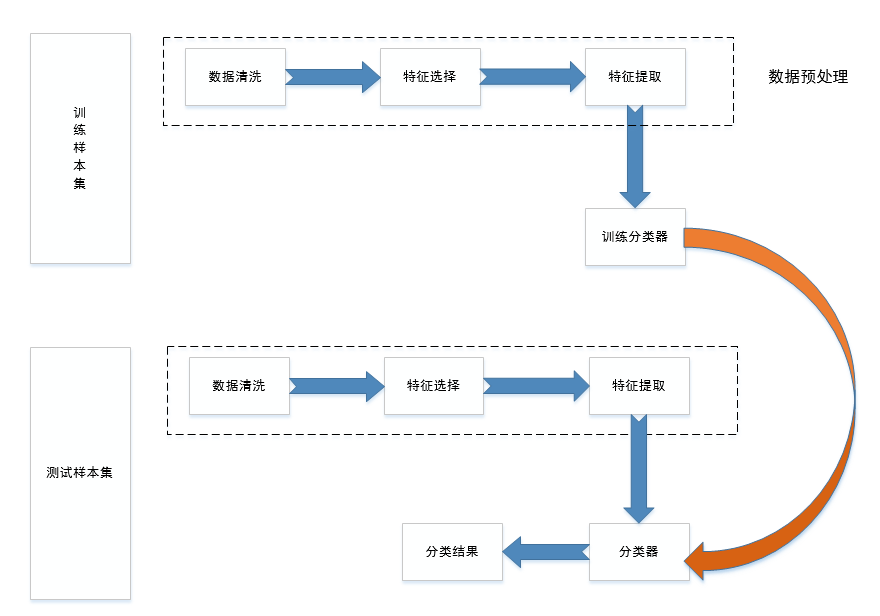 训
练
样
本
集
数据清洗
特征选择
特征提取
数据预处理
训练分类器
测试样本集
数据清洗
特征选择
特征提取
分类结果
分类器